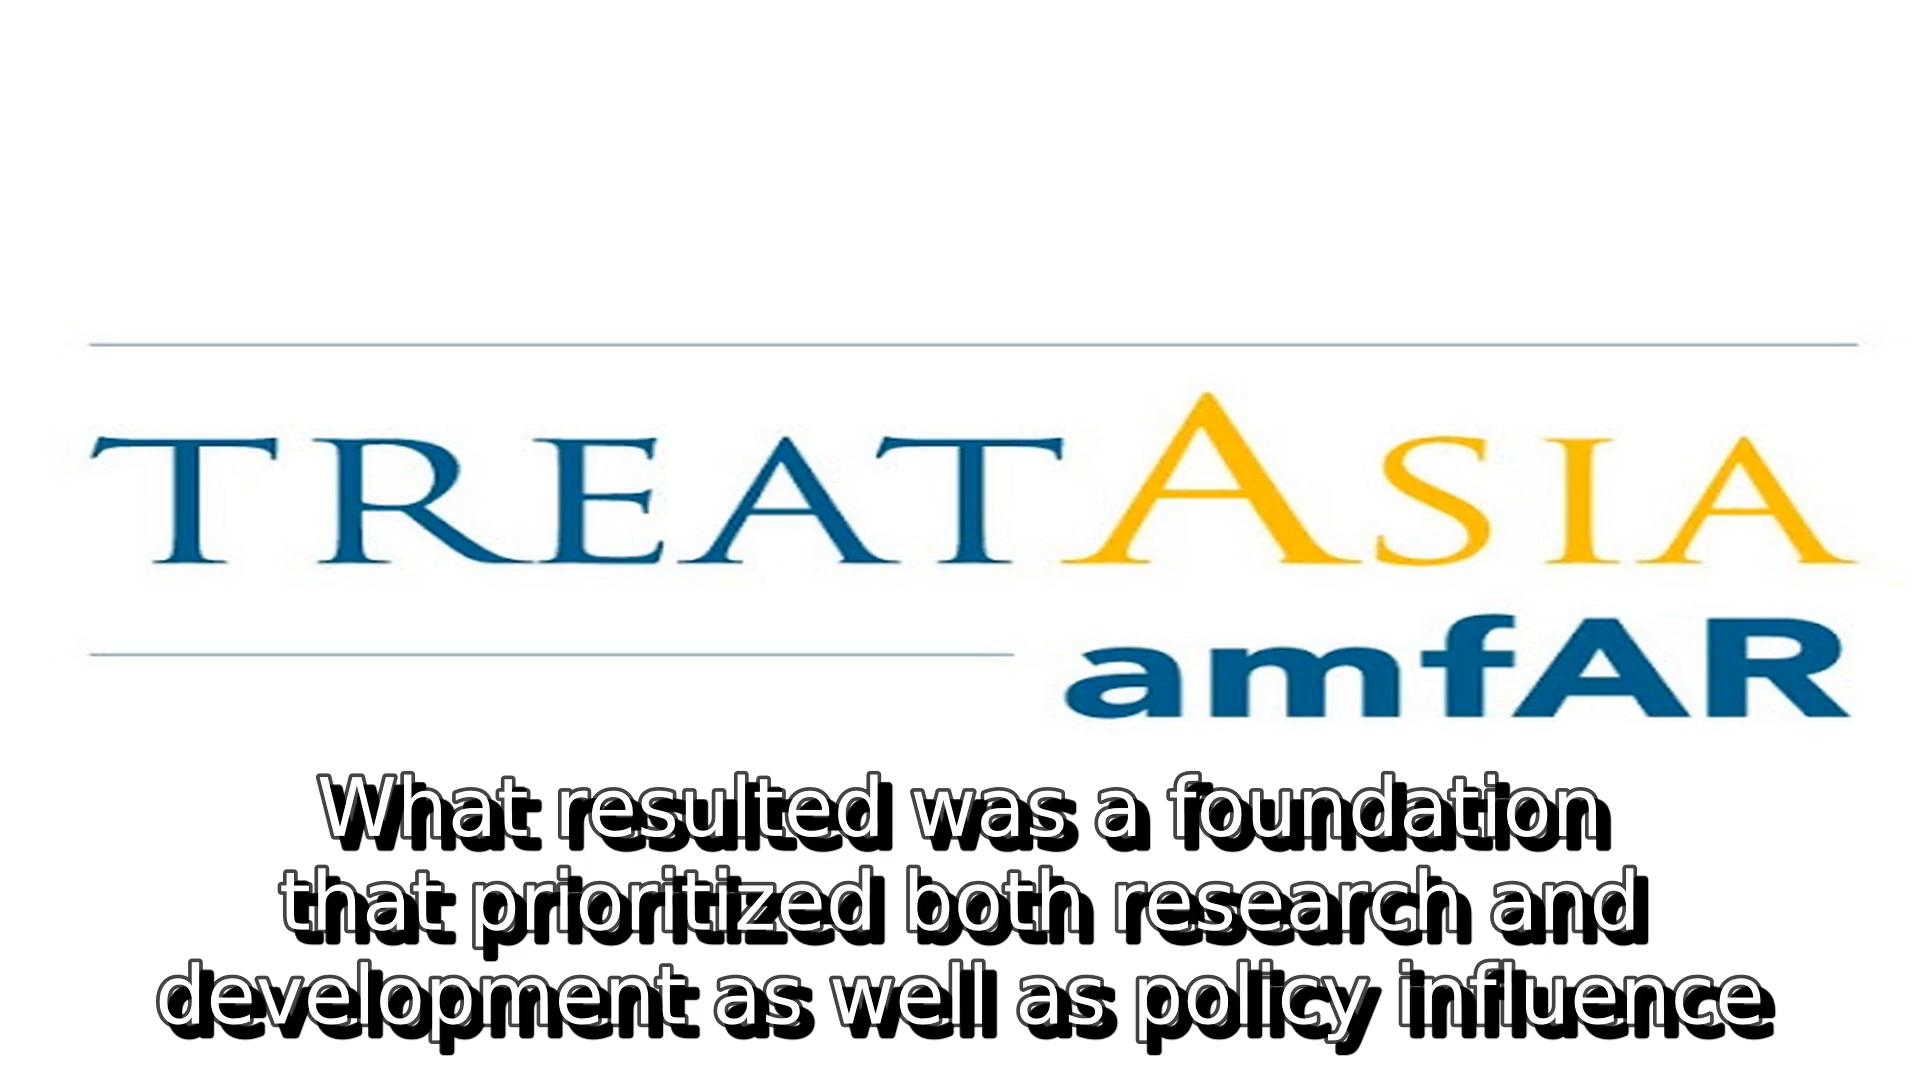 TREATASIA
amfAR
What resulted was a foundation
that prioritized both research and
development as well as policy influence